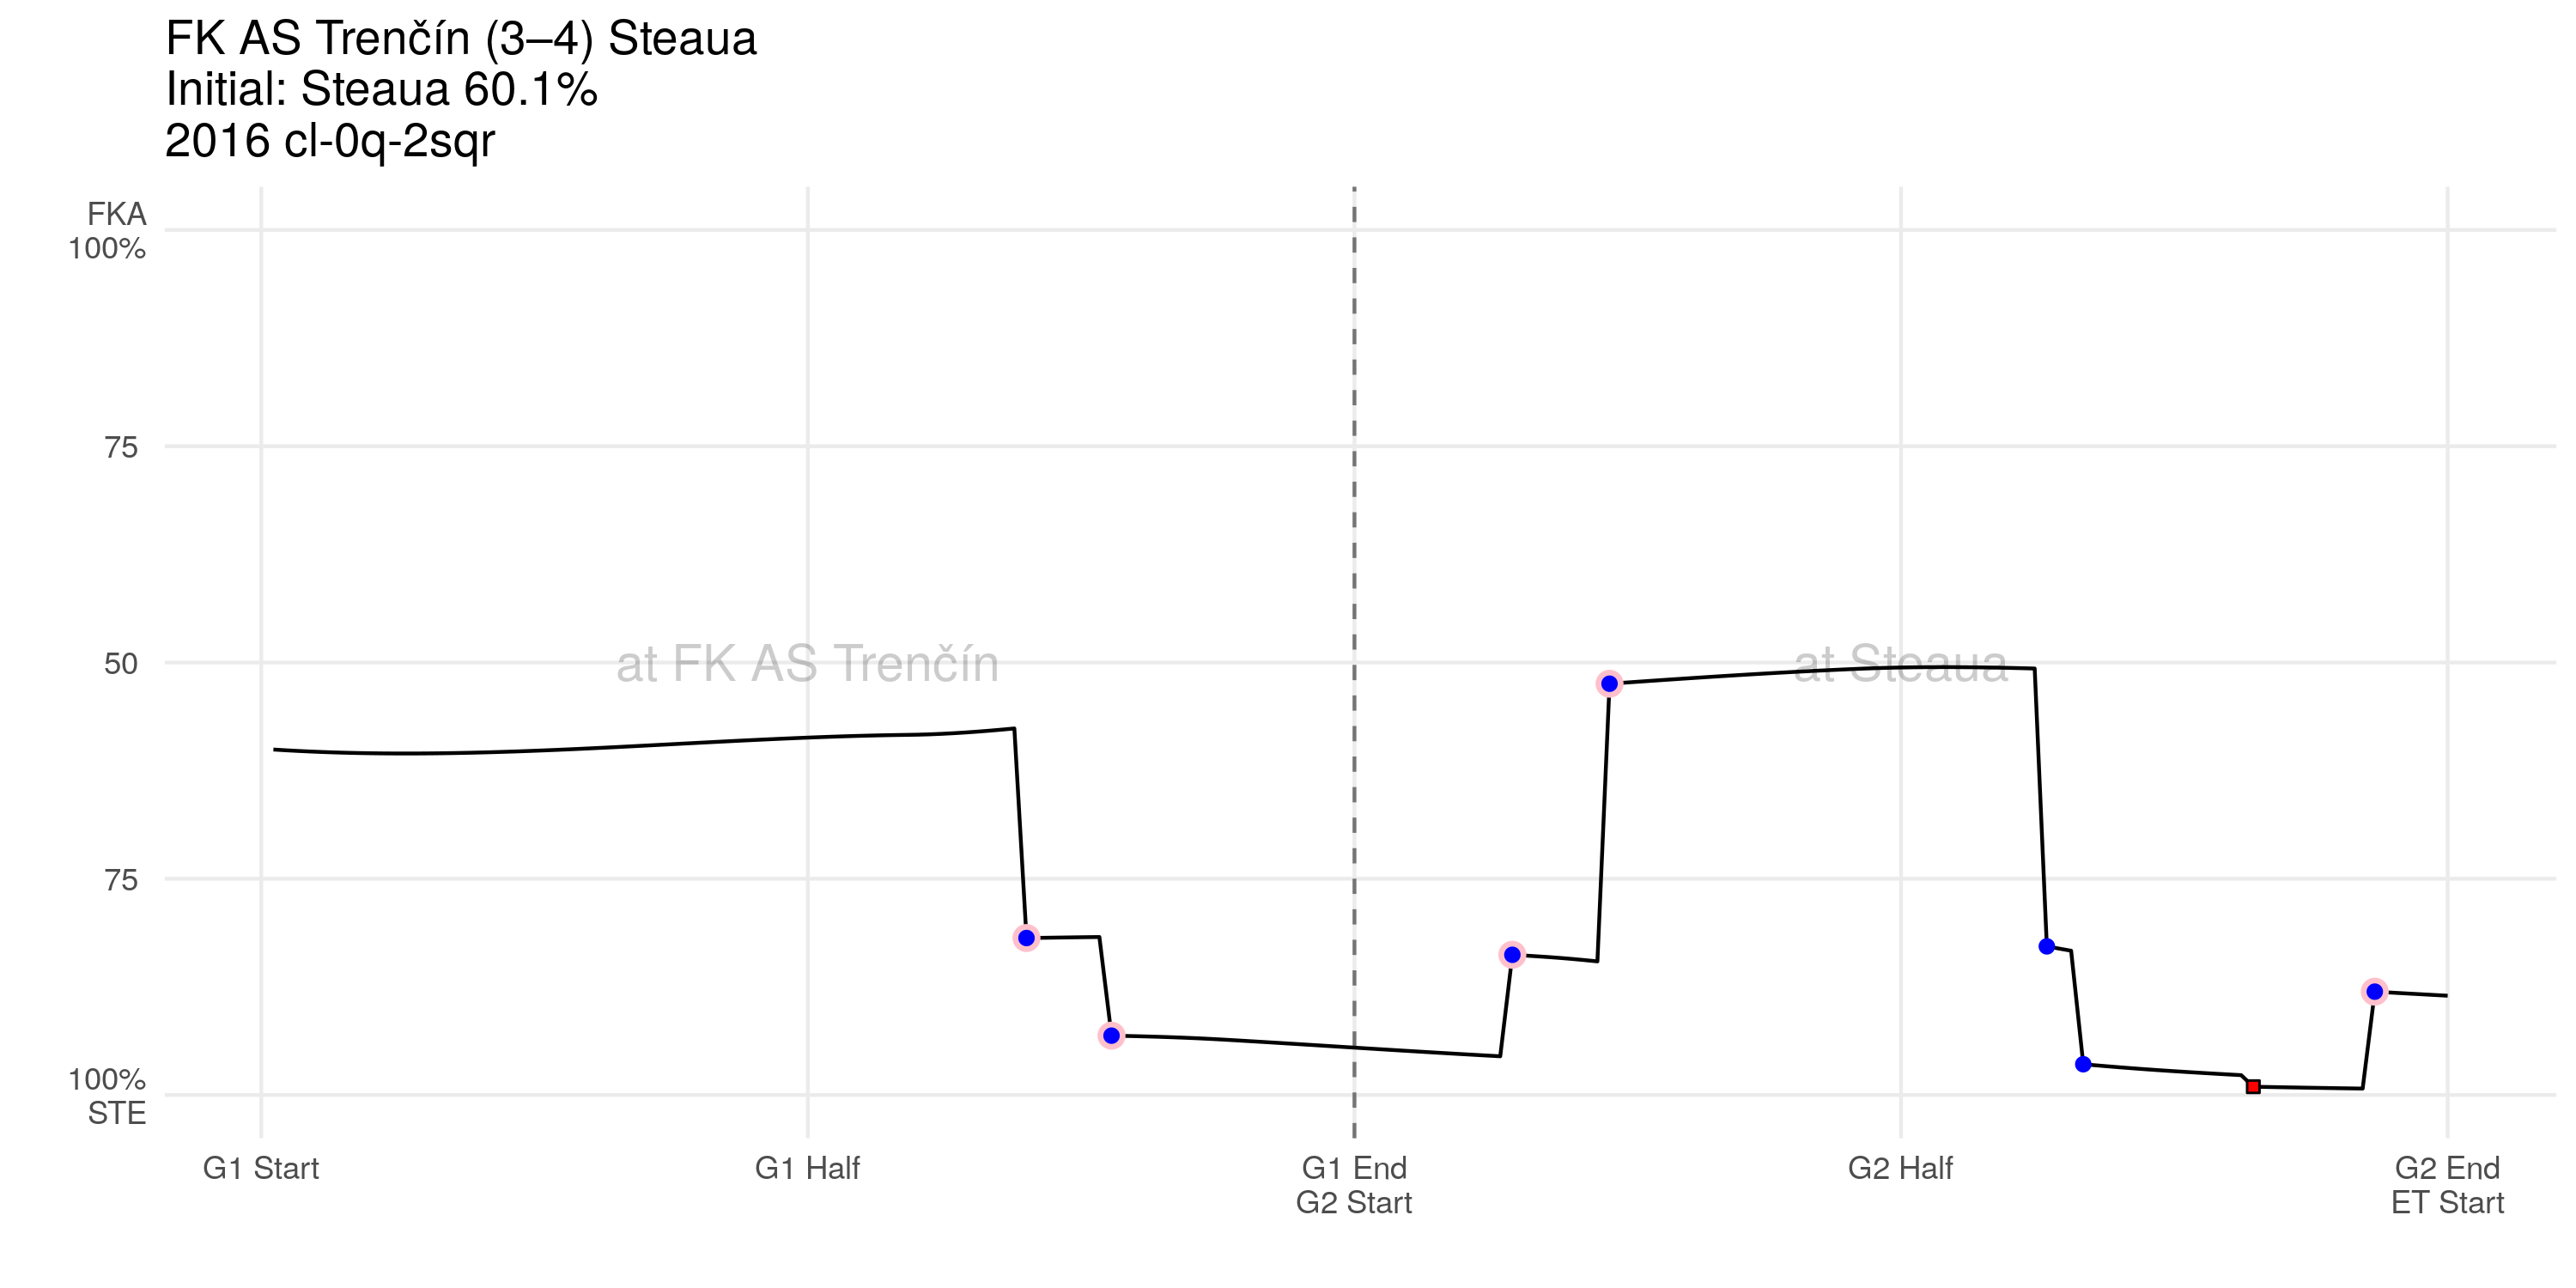 FK AS Trenčín (3–4) Steaua
Initial: Steaua 60.1%
2016 cl-0q-2sqr
FKA
100%
75
50
75
100%
STE
at FK AS Trenčín
at Steaua
G1 Start
G1 Half
G1 End
G2 Start
G2 Half
G2 End
ET Start